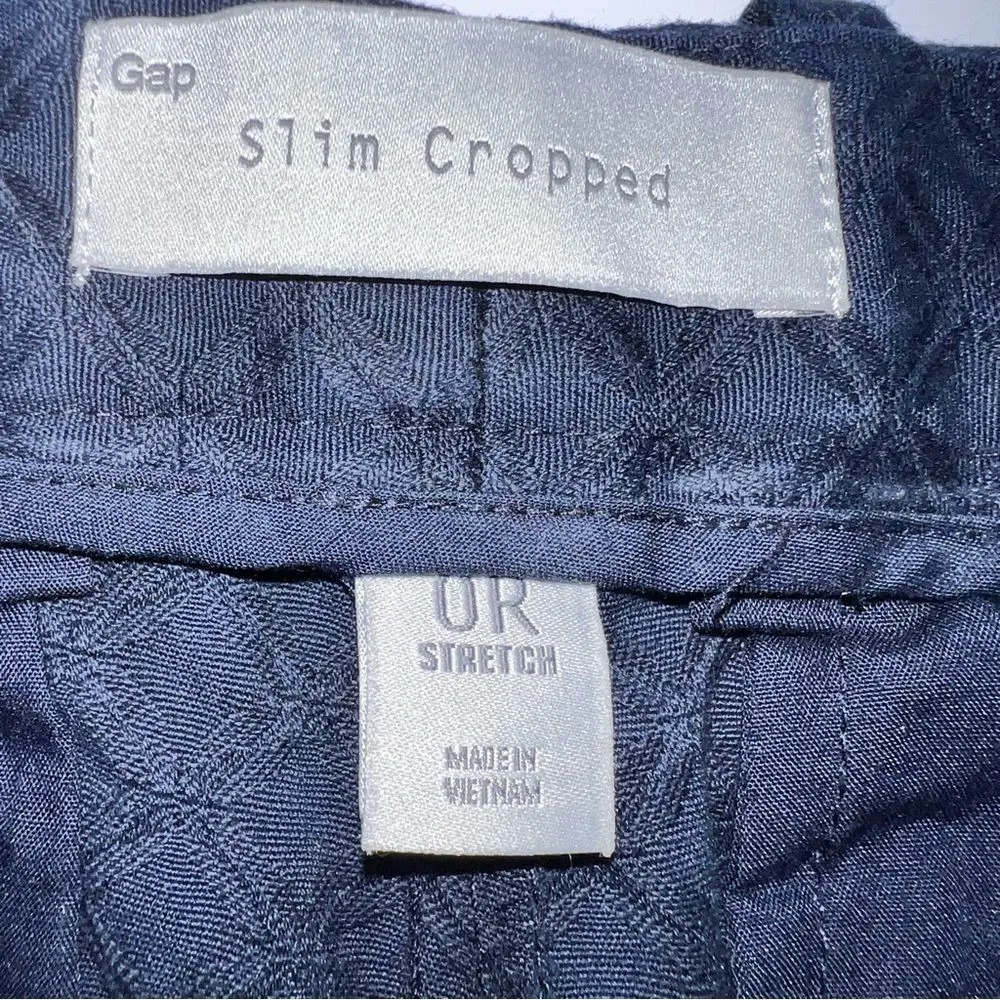 Gap
Slim Cropped
0R
STRETCH
MADE IN
VIETNAM